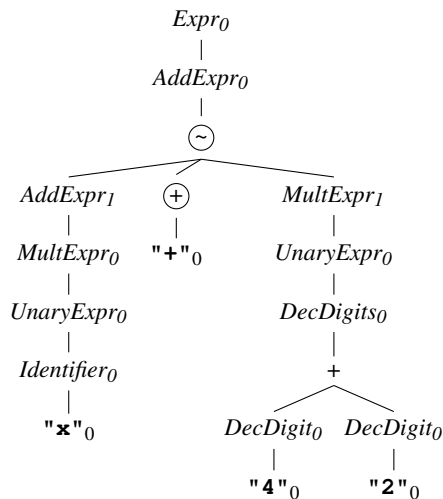 Expr0
AddExpr0
~
AddExpr1 + MultExpr1
MultExpr0 "+"0 UnaryExpr0
UnaryExpr0 DecDigits0
Identifier0 +
"x"0 DecDigit0 DecDigit0
"4"0 "2"0